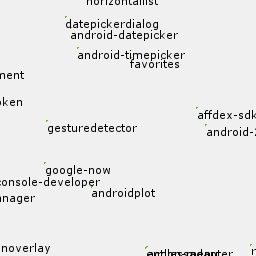 horizontallist
datepickerdialog
android-datepicker
android-timepicker
favorites
ment
oken
affdex-sdk
gesturedetector
android-
google-now
console-developer
androidplot
anager
noverlay